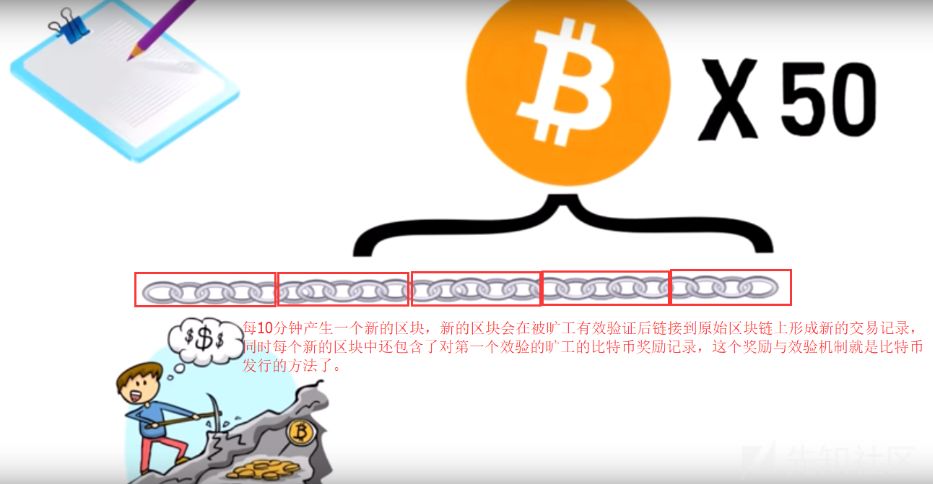 X 50
每10分钟产生一个新的区块，新的区块会在被旷工有效验证后链接到原始区块链上形成新的交易记录，
同时每个新的区块中还包含了对第一个效验的旷工的比特币奖励记录，这个奖励与效验机制就是比特币
发行的方法了。
$$$
先知社区